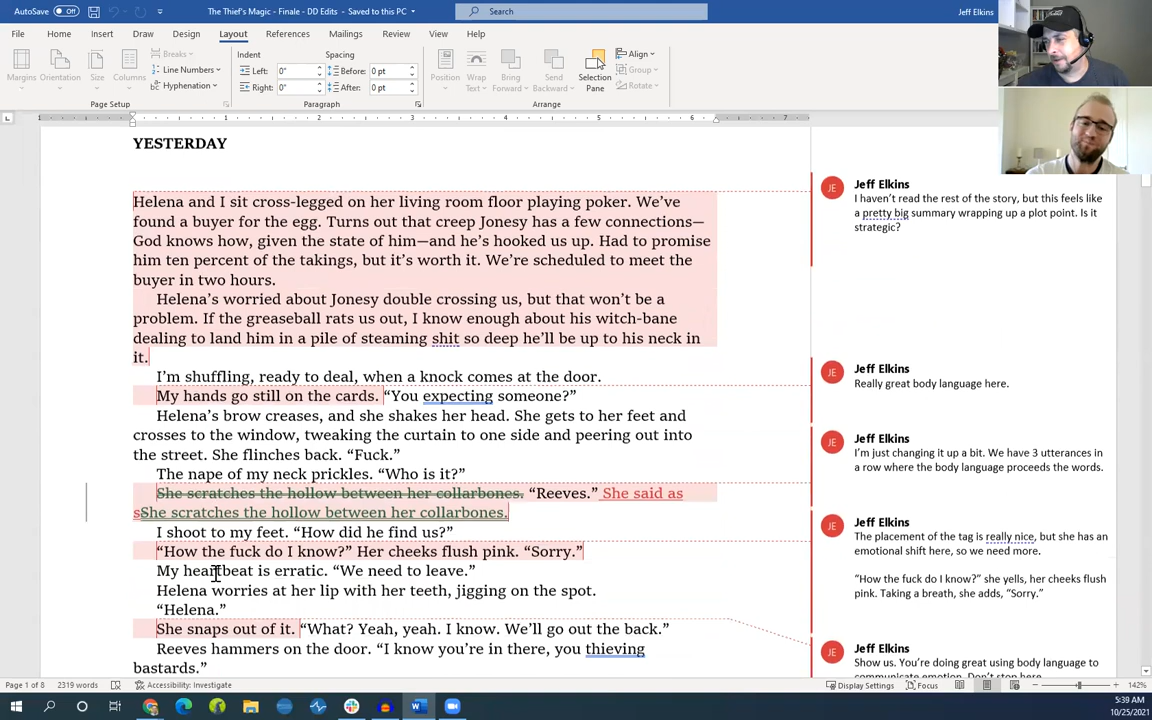 AutoSave Off
The Thief's Magic - Finale - DD Edits - Saved to this PC
Search
Jeff Elkins
File Home Insert Draw Design Layout References Mailings Review View Help
Margins Orientation Size Columns
Breaks
Line Numbers
Hyphenation
Page Setup
Indent Spacing
Left: 0" Before: 0 pt
Right: 0" After: 0 pt
Paragraph
Position Wrap Text Bring Forward Send Backward Selection Pane
Align
Group
Rotate
Arrange
1 1 2 3 4 5 6 7
YESTERDAY
Helena and I sit cross-legged on her living room floor playing poker. We've
found a buyer for the egg. Turns out that creep Jonesy has a few connections—
God knows how, given the state of him—and he's hooked us up. Had to promise
him ten percent of the takings, but it's worth it. We're scheduled to meet the
buyer in two hours.
Helena's worried about Jonesy double crossing us, but that won't be a
problem. If the greaseball rats us out, I know enough about his witch-bane
dealing to land him in a pile of steaming shit so deep he'll be up to his neck in
it.
I'm shuffling, ready to deal, when a knock comes at the door.
My hands go still on the cards. “You expecting someone?”
Helena's brow creases, and she shakes her head. She gets to her feet and
crosses to the window, tweaking the curtain to one side and peering out into
the street. She flinches back. “Fuck.”
The nape of my neck prickles. “Who is it?”
She scratches the hollow between her collarbones. “Reeves.” She said as
sShe scratches the hollow between her collarbones.
I shoot to my feet. “How did he find us?”
“How the fuck do I know?” Her cheeks flush pink. “Sorry.”
My heartbeat is erratic. “We need to leave.”
Helena worries at her lip with her teeth, jigging on the spot.
“Helena.”
She snaps out of it. “What? Yeah, yeah. I know. We'll go out the back.”
Reeves hammers on the door. “I know you're in there, you thieving
bastards.”
JE Jeff Elkins
I haven't read the rest of the story, but this feels like
a pretty big summary wrapping up a plot point. Is it
strategic?
JE Jeff Elkins
Really great body language here.
JE Jeff Elkins
I'm just changing it up a bit. We have 3 utterances in
a row where the body language proceeds the words.
JE Jeff Elkins
The placement of the tag is really nice, but she has an
emotional shift here, so we need more.
“How the fuck do I know?” she yells, her cheeks flush
pink. Taking a breath, she adds, “Sorry.”
JE Jeff Elkins
Show us. You're doing great using body language to
communicate emotion. Don't stop here.
Page 1 of 8 2319 words Accessibility: Investigate Display Settings Focus 142%
5:39 AM
10/25/2021